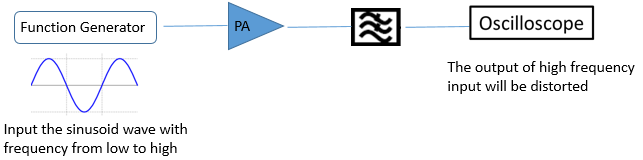 Function Generator
PA
Oscilloscope
The output of high frequency
input will be distorted
Input the sinusoid wave with
frequency from low to high